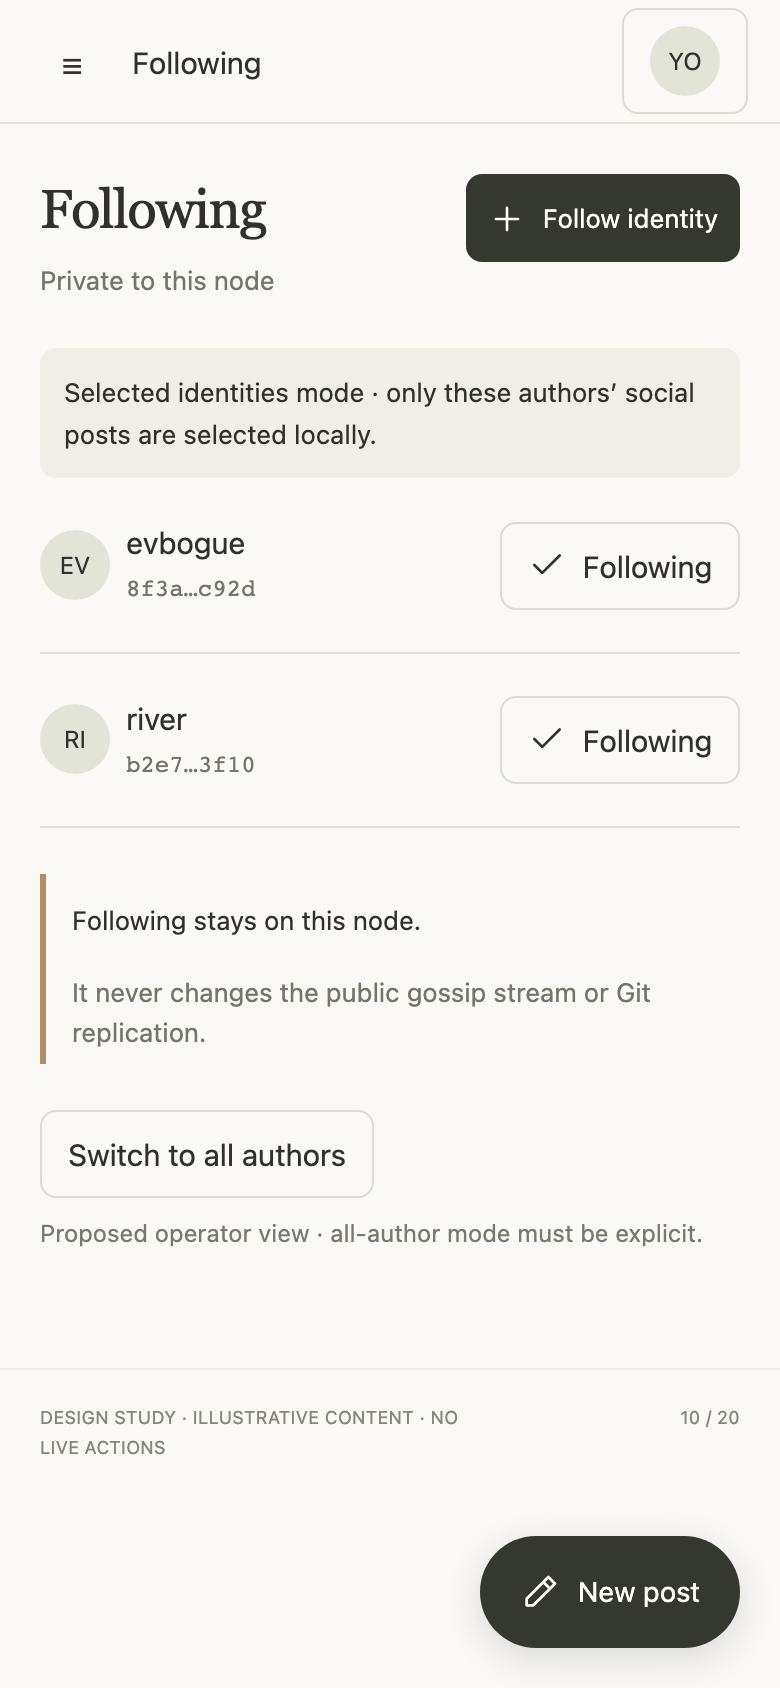 ≡ Following YO
Following
+ Follow identity
Private to this node
Selected identities mode · only these authors’ social
posts are selected locally.
EV evbogue
8f3a…c92d
Following
RI river
b2e7…3f10
Following
Following stays on this node.
It never changes the public gossip stream or Git
replication.
Switch to all authors
Proposed operator view · all-author mode must be explicit.
DESIGN STUDY · ILLUSTRATIVE CONTENT · NO
LIVE ACTIONS
10 / 20
New post